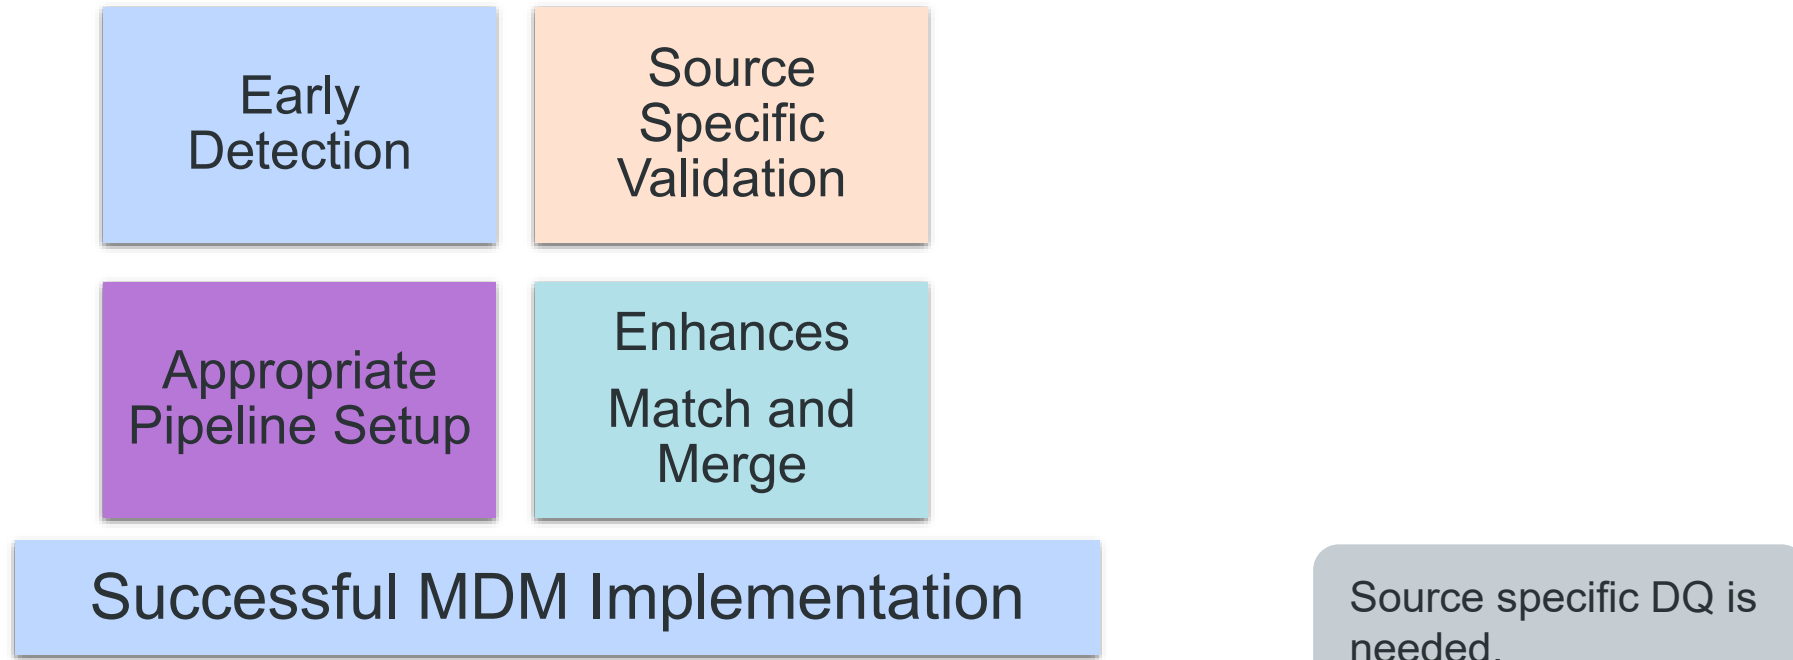 Early
Detection
Source
Specific
Validation
Appropriate
Pipeline Setup
Enhances
Match and
Merge
Successful MDM Implementation
Source specific DQ is
needed.